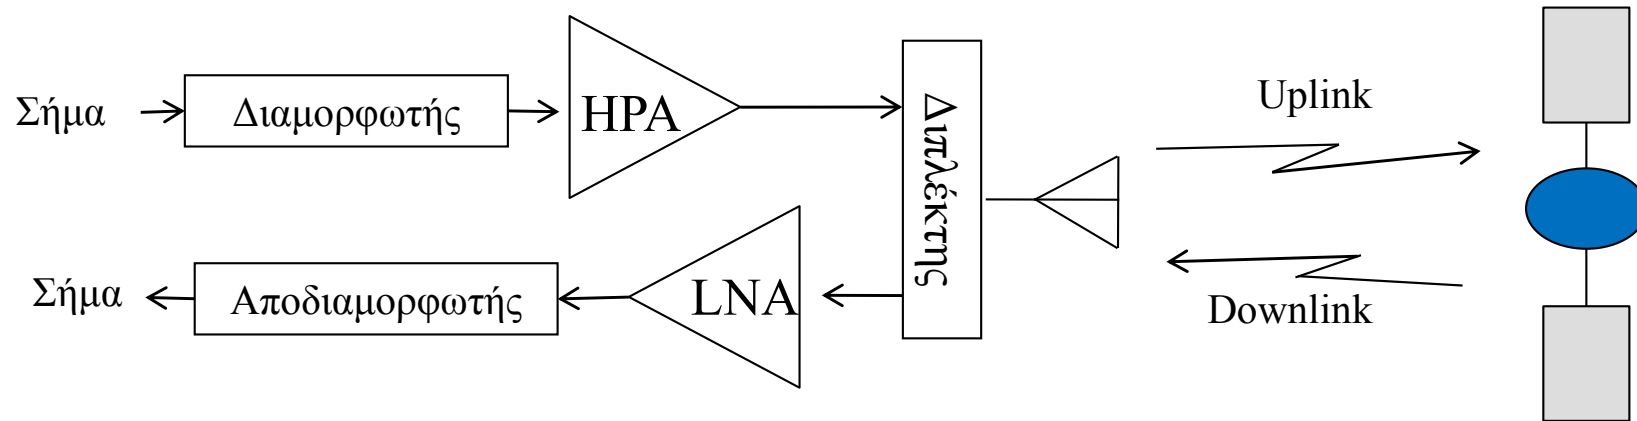 Σήμα
Διαμορφωτής
HPA
Διπλέκτης
Uplink
Σήμα
Αποδιαμορφωτής
LNA
Downlink